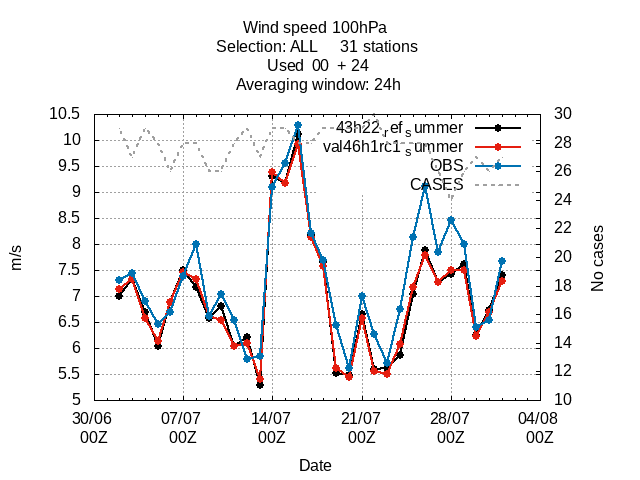 Wind speed 100hPa
Selection: ALL 31 stations
Used 00 + 24
Averaging window: 24h
10.5
10
9.5
9
8.5
8
7.5
7
6.5
6
5.5
5
30
28
26
24
22
20
18
16
14
12
10
43h22_ref_summer
val46h1rc1_summer
OBS
CASES
m/s
No cases
30/06 07/07 14/07 21/07 28/07 04/08
00Z 00Z 00Z 00Z 00Z 00Z
Date